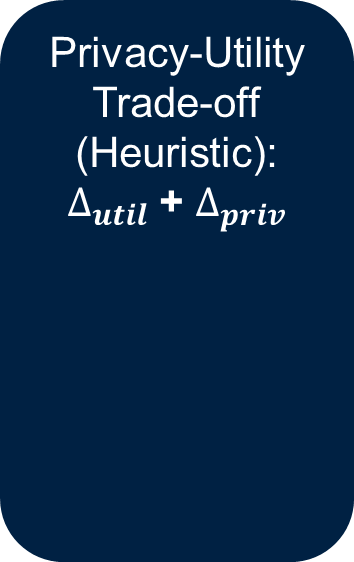 Privacy-Utility
Trade-off
(Heuristic):
Δ_util + Δ_priv